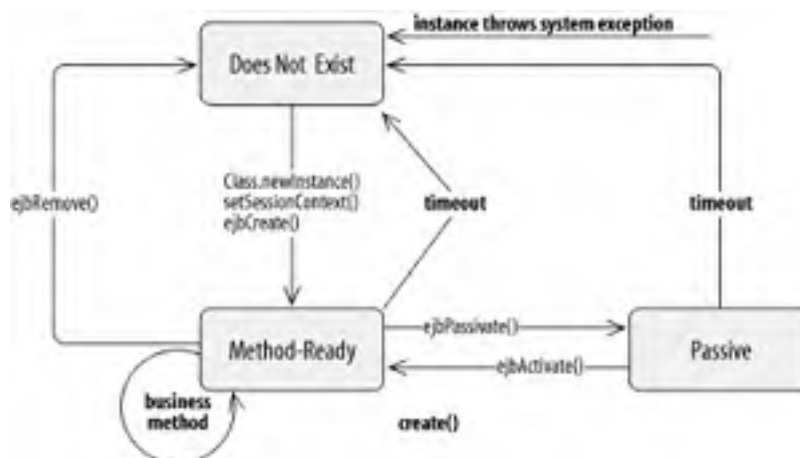 instance throws system exception
Does Not Exist
Class.newInstance()
setSessionContext()
ejbCreate()
ejbRemove()
timeout
timeout
Method-Ready
ejbPassivate()
ejbActivate()
Passive
business
method
create()